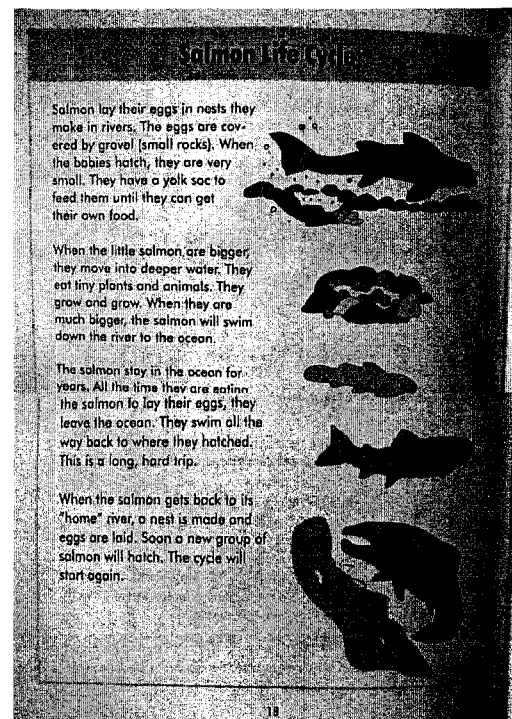 Salmon Life Cycle
Salmon lay their eggs in nests they
make in rivers. The eggs are cov-
ered by gravel (small rocks). When
the babies hatch, they are very
small. They have a yolk sac to
feed them until they can get
their own food.
When the little salmon are bigger,
they move into deeper water. They
eat tiny plants and animals. They
grow and grow. When they are
much bigger, the salmon will swim
down the river to the ocean.
The salmon stay in the ocean for
years. All the time they are eating
the salmon to lay their eggs, they
leave the ocean. They swim all the
way back to where they hatched.
This is a long, hard trip.
When the salmon gets back to its
"home" river, a nest is made and
eggs are laid. Soon a new group of
salmon will hatch. The cycle will
start again.
18